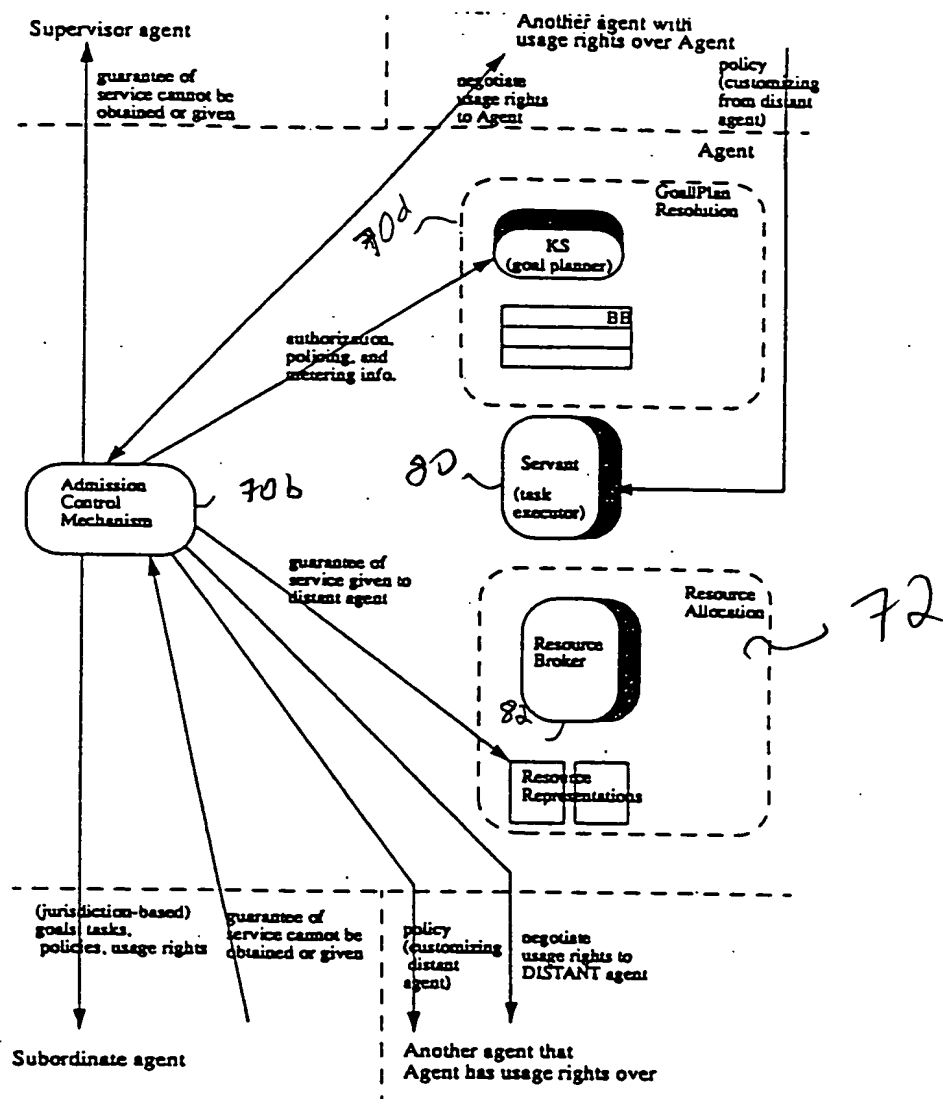 Supervisor agent
Another agent with
usage rights over Agent
guarantee of
service cannot be
obtained or given
negotiate
usage rights
to Agent
policy
(customizing
from distant
agent)
Agent
Goal/Plan
Resolution
70d
KS
(goal planner)
BB
authorization,
policing, and
metering info.
Admission
Control
Mechanism
70b
80
Servant
(task
executor)
guarantee of
service given to
distant agent
Resource
Allocation
72
Resource
Broker
82
Resource
Representations
(jurisdiction-based)
goals, tasks,
policies, usage rights
guarantee of
service cannot be
obtained or given
policy
(customizing
distant
agent)
negotiate
usage rights to
DISTANT agent
Subordinate agent
Another agent that
Agent has usage rights over